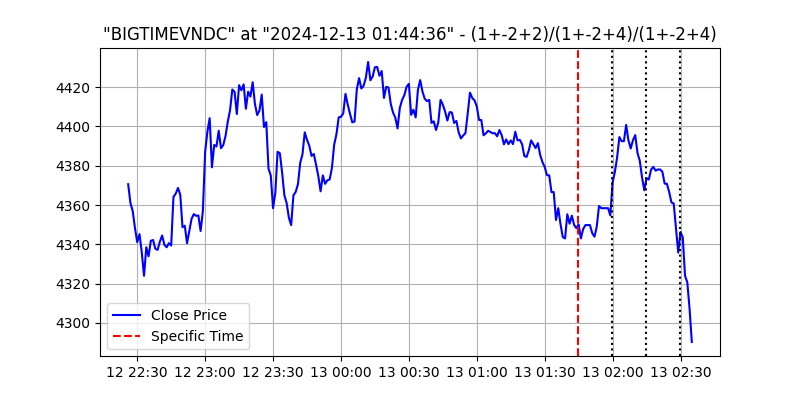 "BIGTIMEVNDC" at "2024-12-13 01:44:36" - (1+-2+2)/(1+-2+4)/(1+-2+4)
4420
4400
4380
4360
4340
4320
4300
Close Price
Specific Time
12 22:30 12 23:00 12 23:30 13 00:00 13 00:30 13 01:00 13 01:30 13 02:00 13 02:30